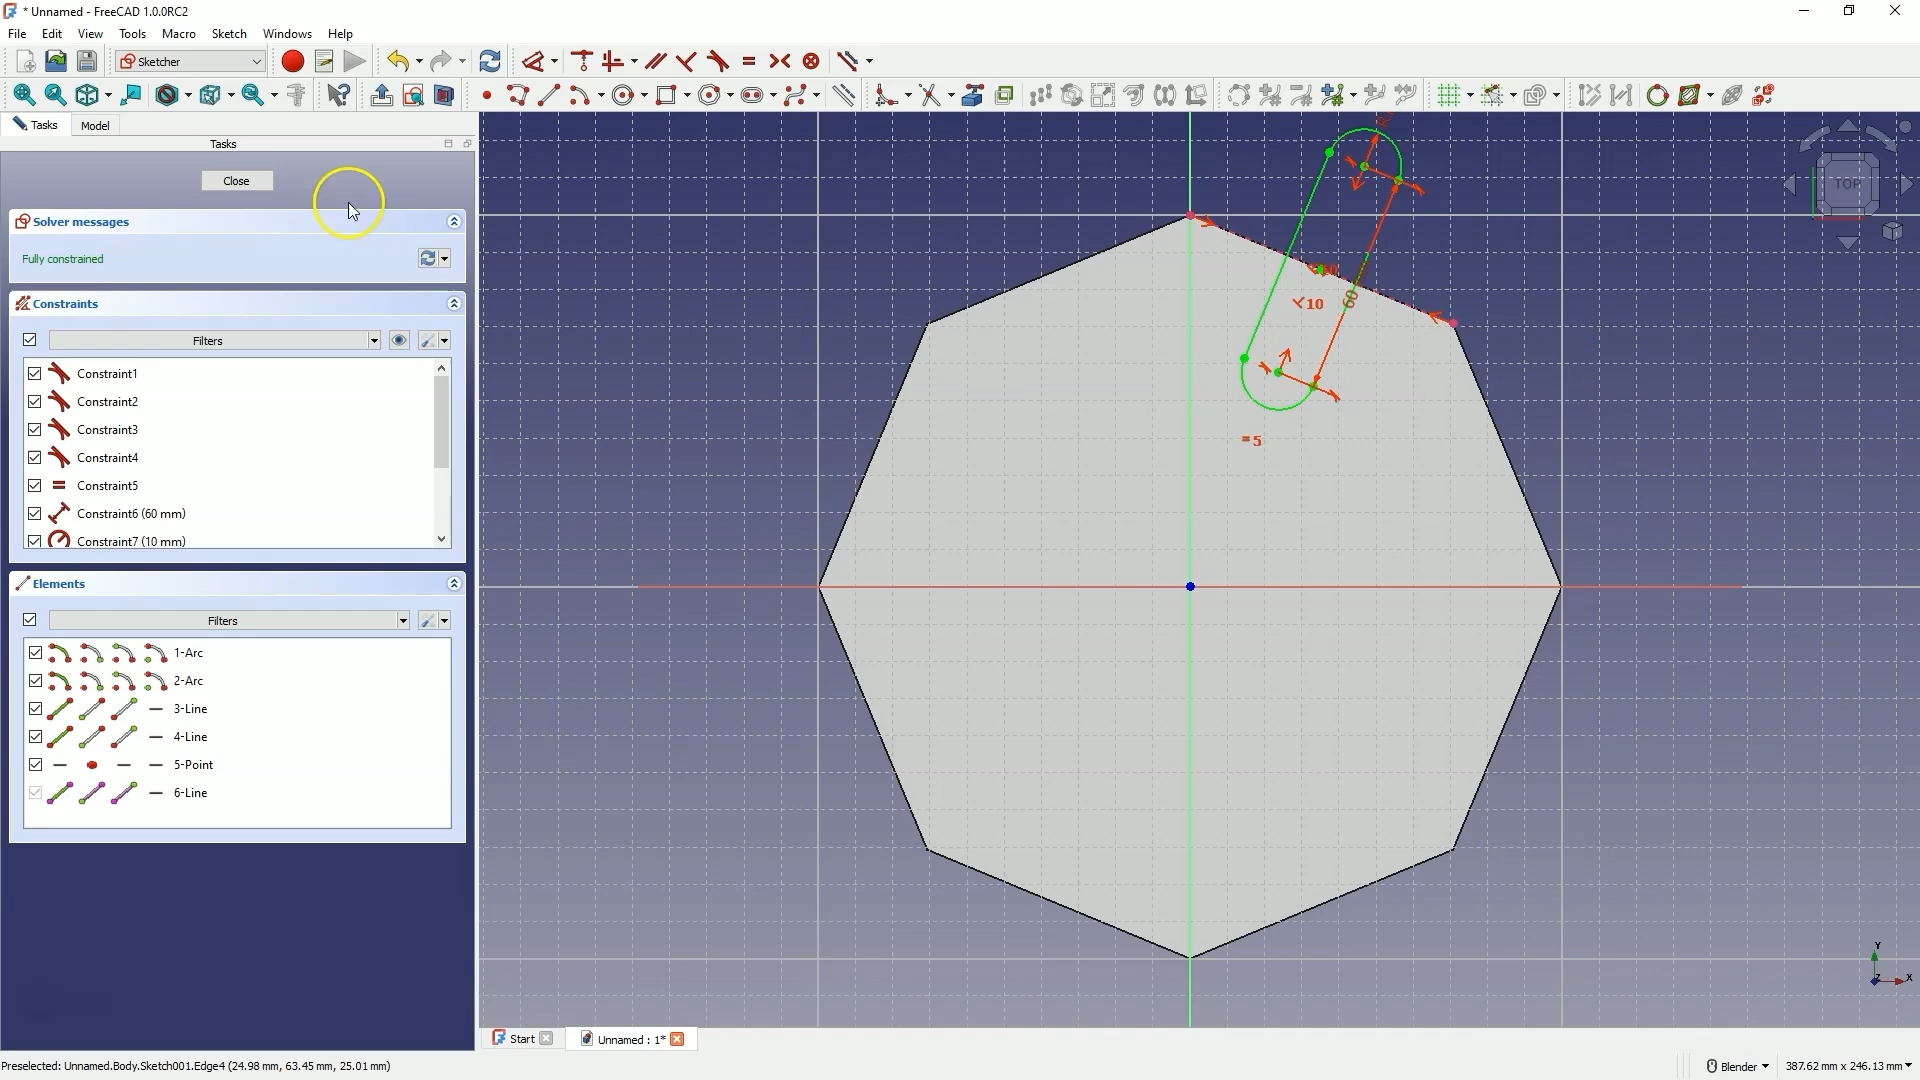 * Unnamed - FreeCAD 1.0.0RC2
File Edit View Tools Macro Sketch Windows Help
Sketcher
Tasks Model
Tasks
Close
Solver messages
Fully constrained
Constraints
Filters
Constraint1
Constraint2
Constraint3
Constraint4
Constraint5
Constraint6 (60 mm)
Constraint7 (10 mm)
Elements
Filters
1-Arc
2-Arc
3-Line
4-Line
5-Point
6-Line
TOP
10
60
= 5
Y
Z
X
Start
Unnamed : 1*
Preselected: Unnamed.Body.Sketch001.Edge4 (24.98 mm, 63.45 mm, 25.01 mm)
Blender
387.62 mm x 246.13 mm